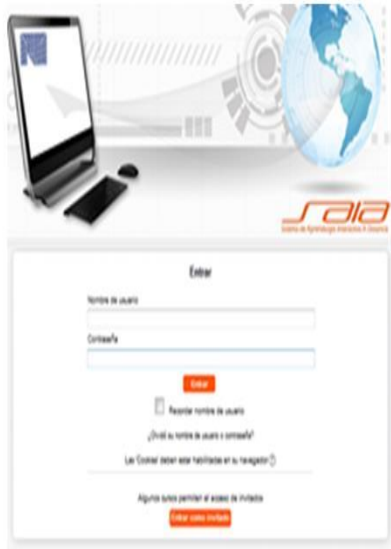 saia
Sistema de Aprendizaje Interactivo A Distancia
Entrar
Nombre de usuario
Contraseña
Entrar
Recordar nombre de usuario
¿Olvidó su nombre de usuario o contraseña?
Las 'Cookies' deben estar habilitadas en su navegador
Algunos cursos permiten el acceso de invitados
Entrar como invitado